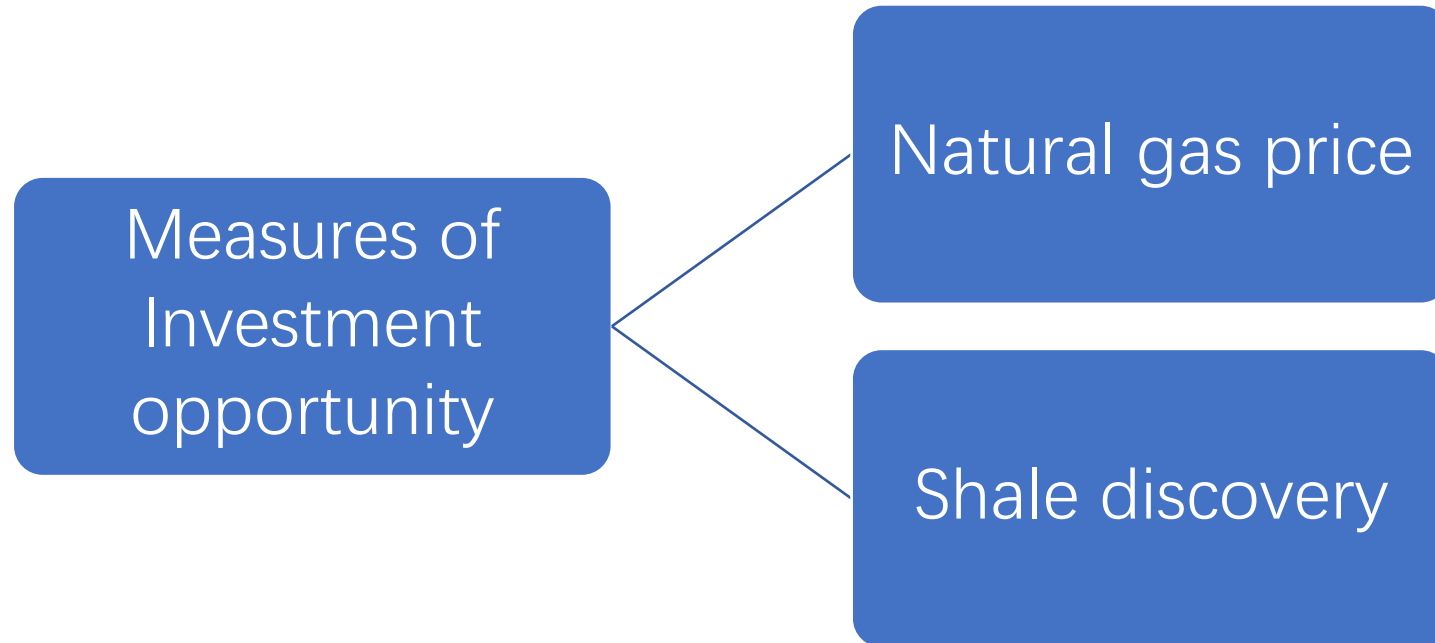 Measures of
Investment
opportunity
Natural gas price
Shale discovery